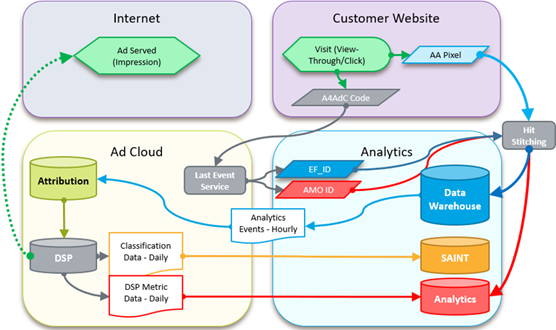 Internet
Customer Website
Ad Served
(Impression)
Visit (View-
Through/Click)
AA Pixel
A4AdC Code
Hit
Stitching
Ad Cloud
Analytics
Last Event
Service
EF_ID
AMO ID
Attribution
Data
Warehouse
Analytics
Events - Hourly
DSP
Classification
Data - Daily
SAINT
DSP Metric
Data - Daily
Analytics